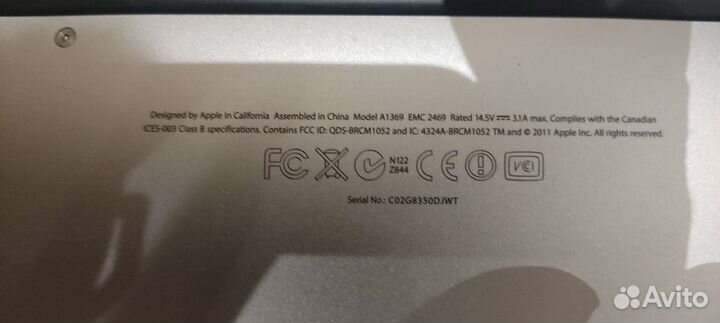 Designed by Apple in California Assembled in China Model A1369 EMC 2469 Rated 14.5V⎓3.1A max. Complies with the Canadian
ICES-003 Class B specifications. Contains FCC ID: QDS-BRCM1052 and IC: 4324A-BRCM1052 TM and © 2011 Apple Inc. All rights reserved.
FC N122 CE VCI
Z844
Serial No.: C02G8350DJWT
Avito